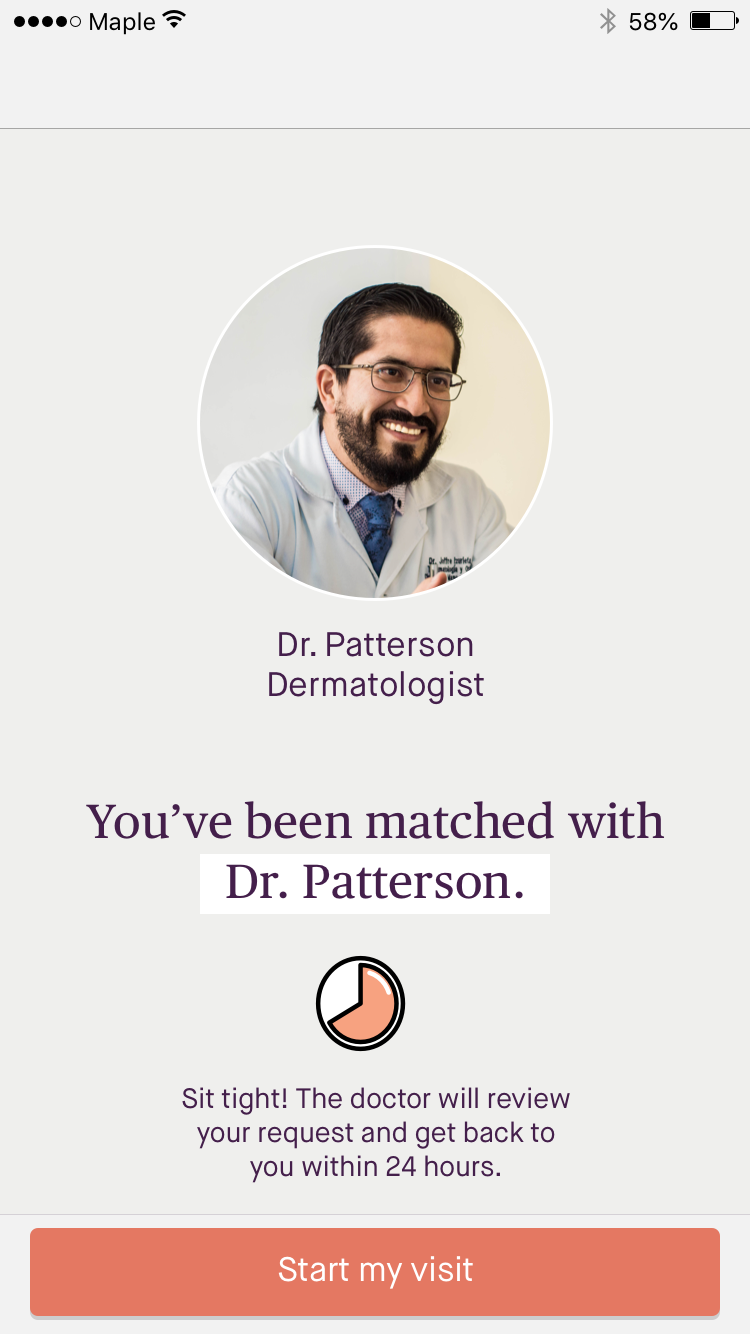 Maple 58%
Dr. Patterson
Dermatologist
You’ve been matched with
Dr. Patterson.
Sit tight! The doctor will review
your request and get back to
you within 24 hours.
Start my visit